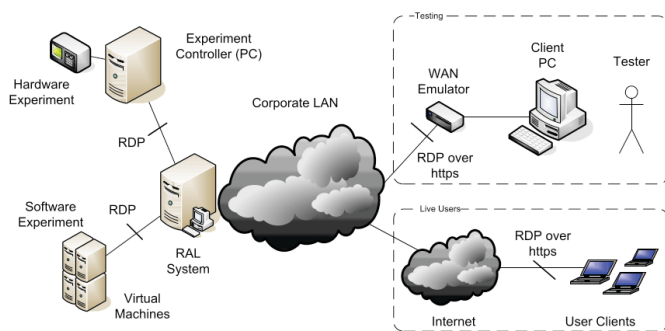 Testing
Experiment
Controller (PC)
Hardware
Experiment
RDP
Corporate LAN
WAN
Emulator
Client
PC
Tester
RDP over
https
Software
Experiment
RDP
RAL
System
Virtual
Machines
Live Users
RDP over
https
Internet
User Clients